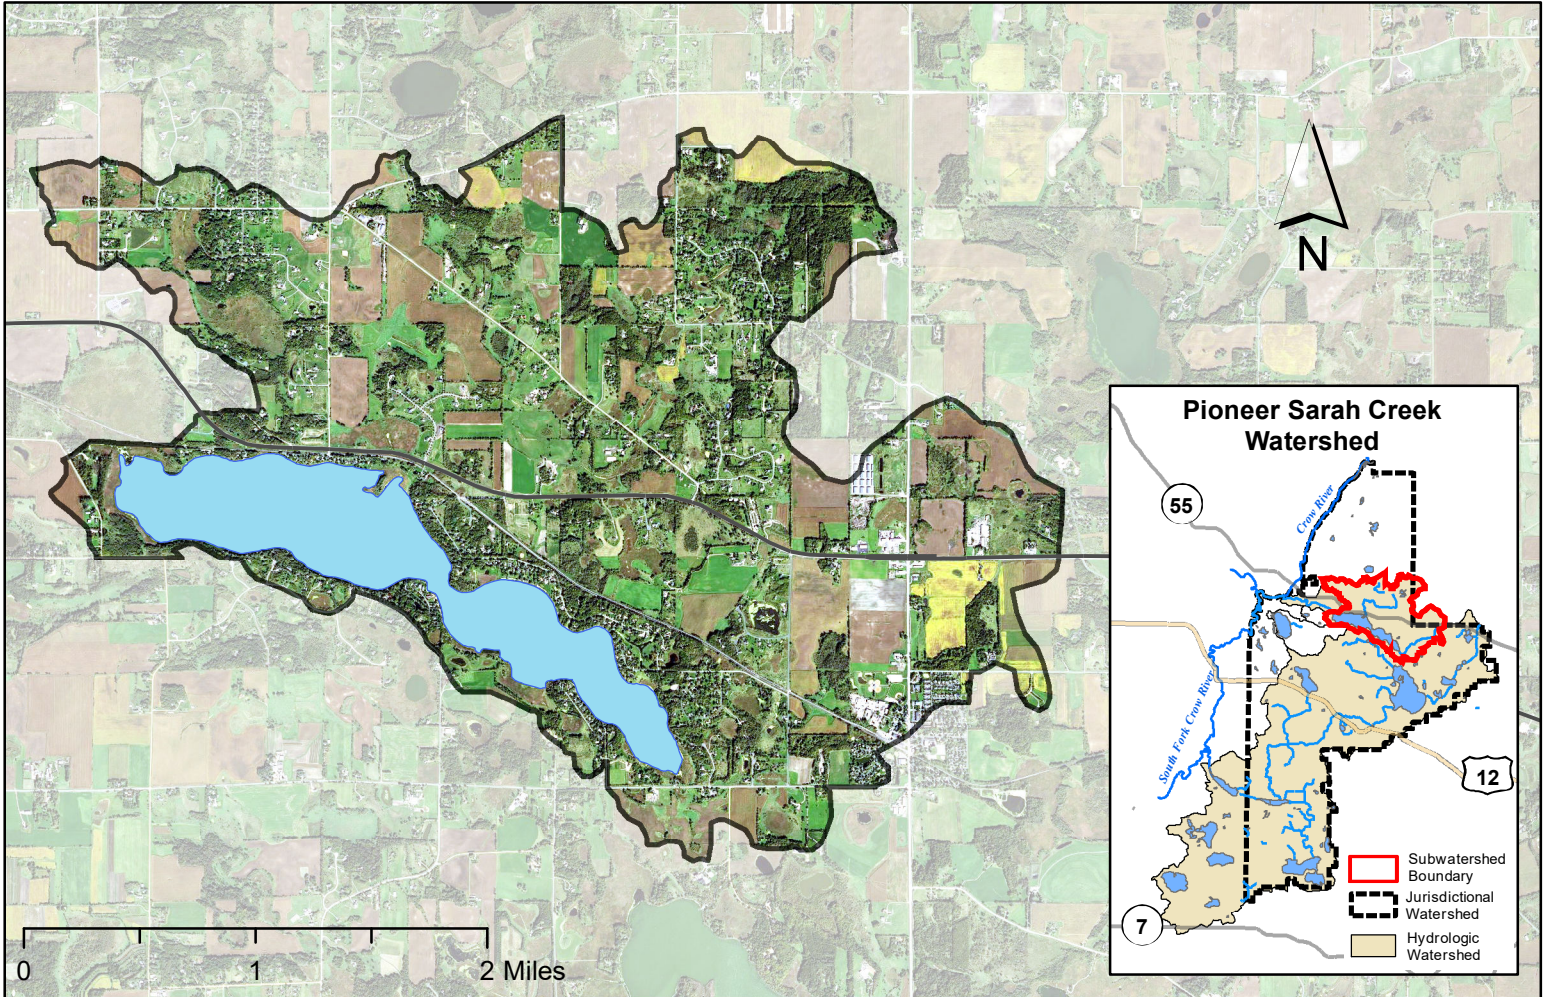 N
Pioneer Sarah Creek
Watershed
55
Crow River
South Fork Crow River
12
7
Subwatershed
Boundary
Jurisdictional
Watershed
Hydrologic
Watershed
0
1
2 Miles